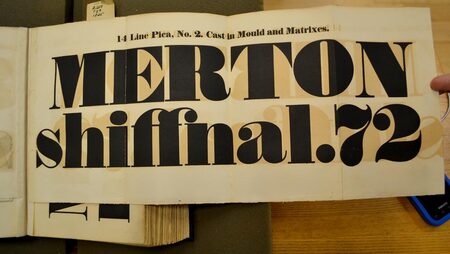 14 Line Pica, No. 2. Cast in Mould and Matrixes.
MERTON
shiffnal.72